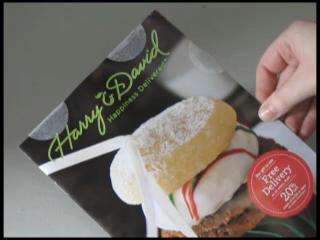 Harry & David
Happiness Delivered
Free
Delivery
20%